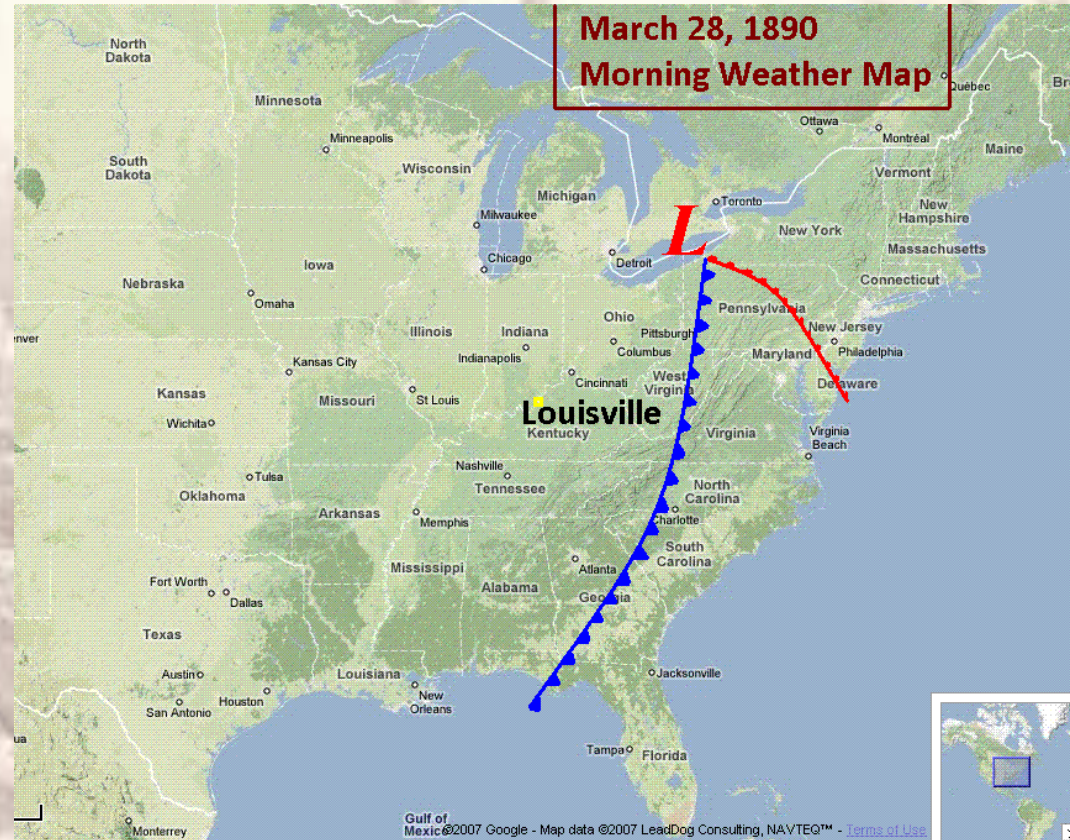 March 28, 1890
Morning Weather Map
North
Dakota
Minnesota
Québec
Ottawa
Montréal
Maine
Minneapolis
South
Dakota
Wisconsin
Vermont
Michigan
Toronto
New
Hampshire
Milwaukee
L
New York
Massachusetts
Chicago
Detroit
Iowa
Connecticut
Nebraska
Omaha
Pennsylvania
Ohio
Illinois
Indiana
Pittsburgh
New Jersey
Indianapolis
Columbus
Maryland
Philadelphia
Kansas City
Cincinnati
West
Virginia
Delaware
Kansas
Missouri
St Louis
Louisville
Kentucky
Wichita
Virginia
Virginia
Beach
Nashville
Tennessee
Tulsa
Oklahoma
North
Carolina
Arkansas
Memphis
Charlotte
South
Carolina
Mississippi
Atlanta
Alabama
Georgia
Fort Worth
Dallas
Texas
Austin
Louisiana
Jacksonville
Houston
New
Orleans
San Antonio
Tampa
Florida
Gulf of
Mexico
©2007 Google - Map data ©2007 LeadDog Consulting, NAVTEQ™ - Terms of Use
Monterrey